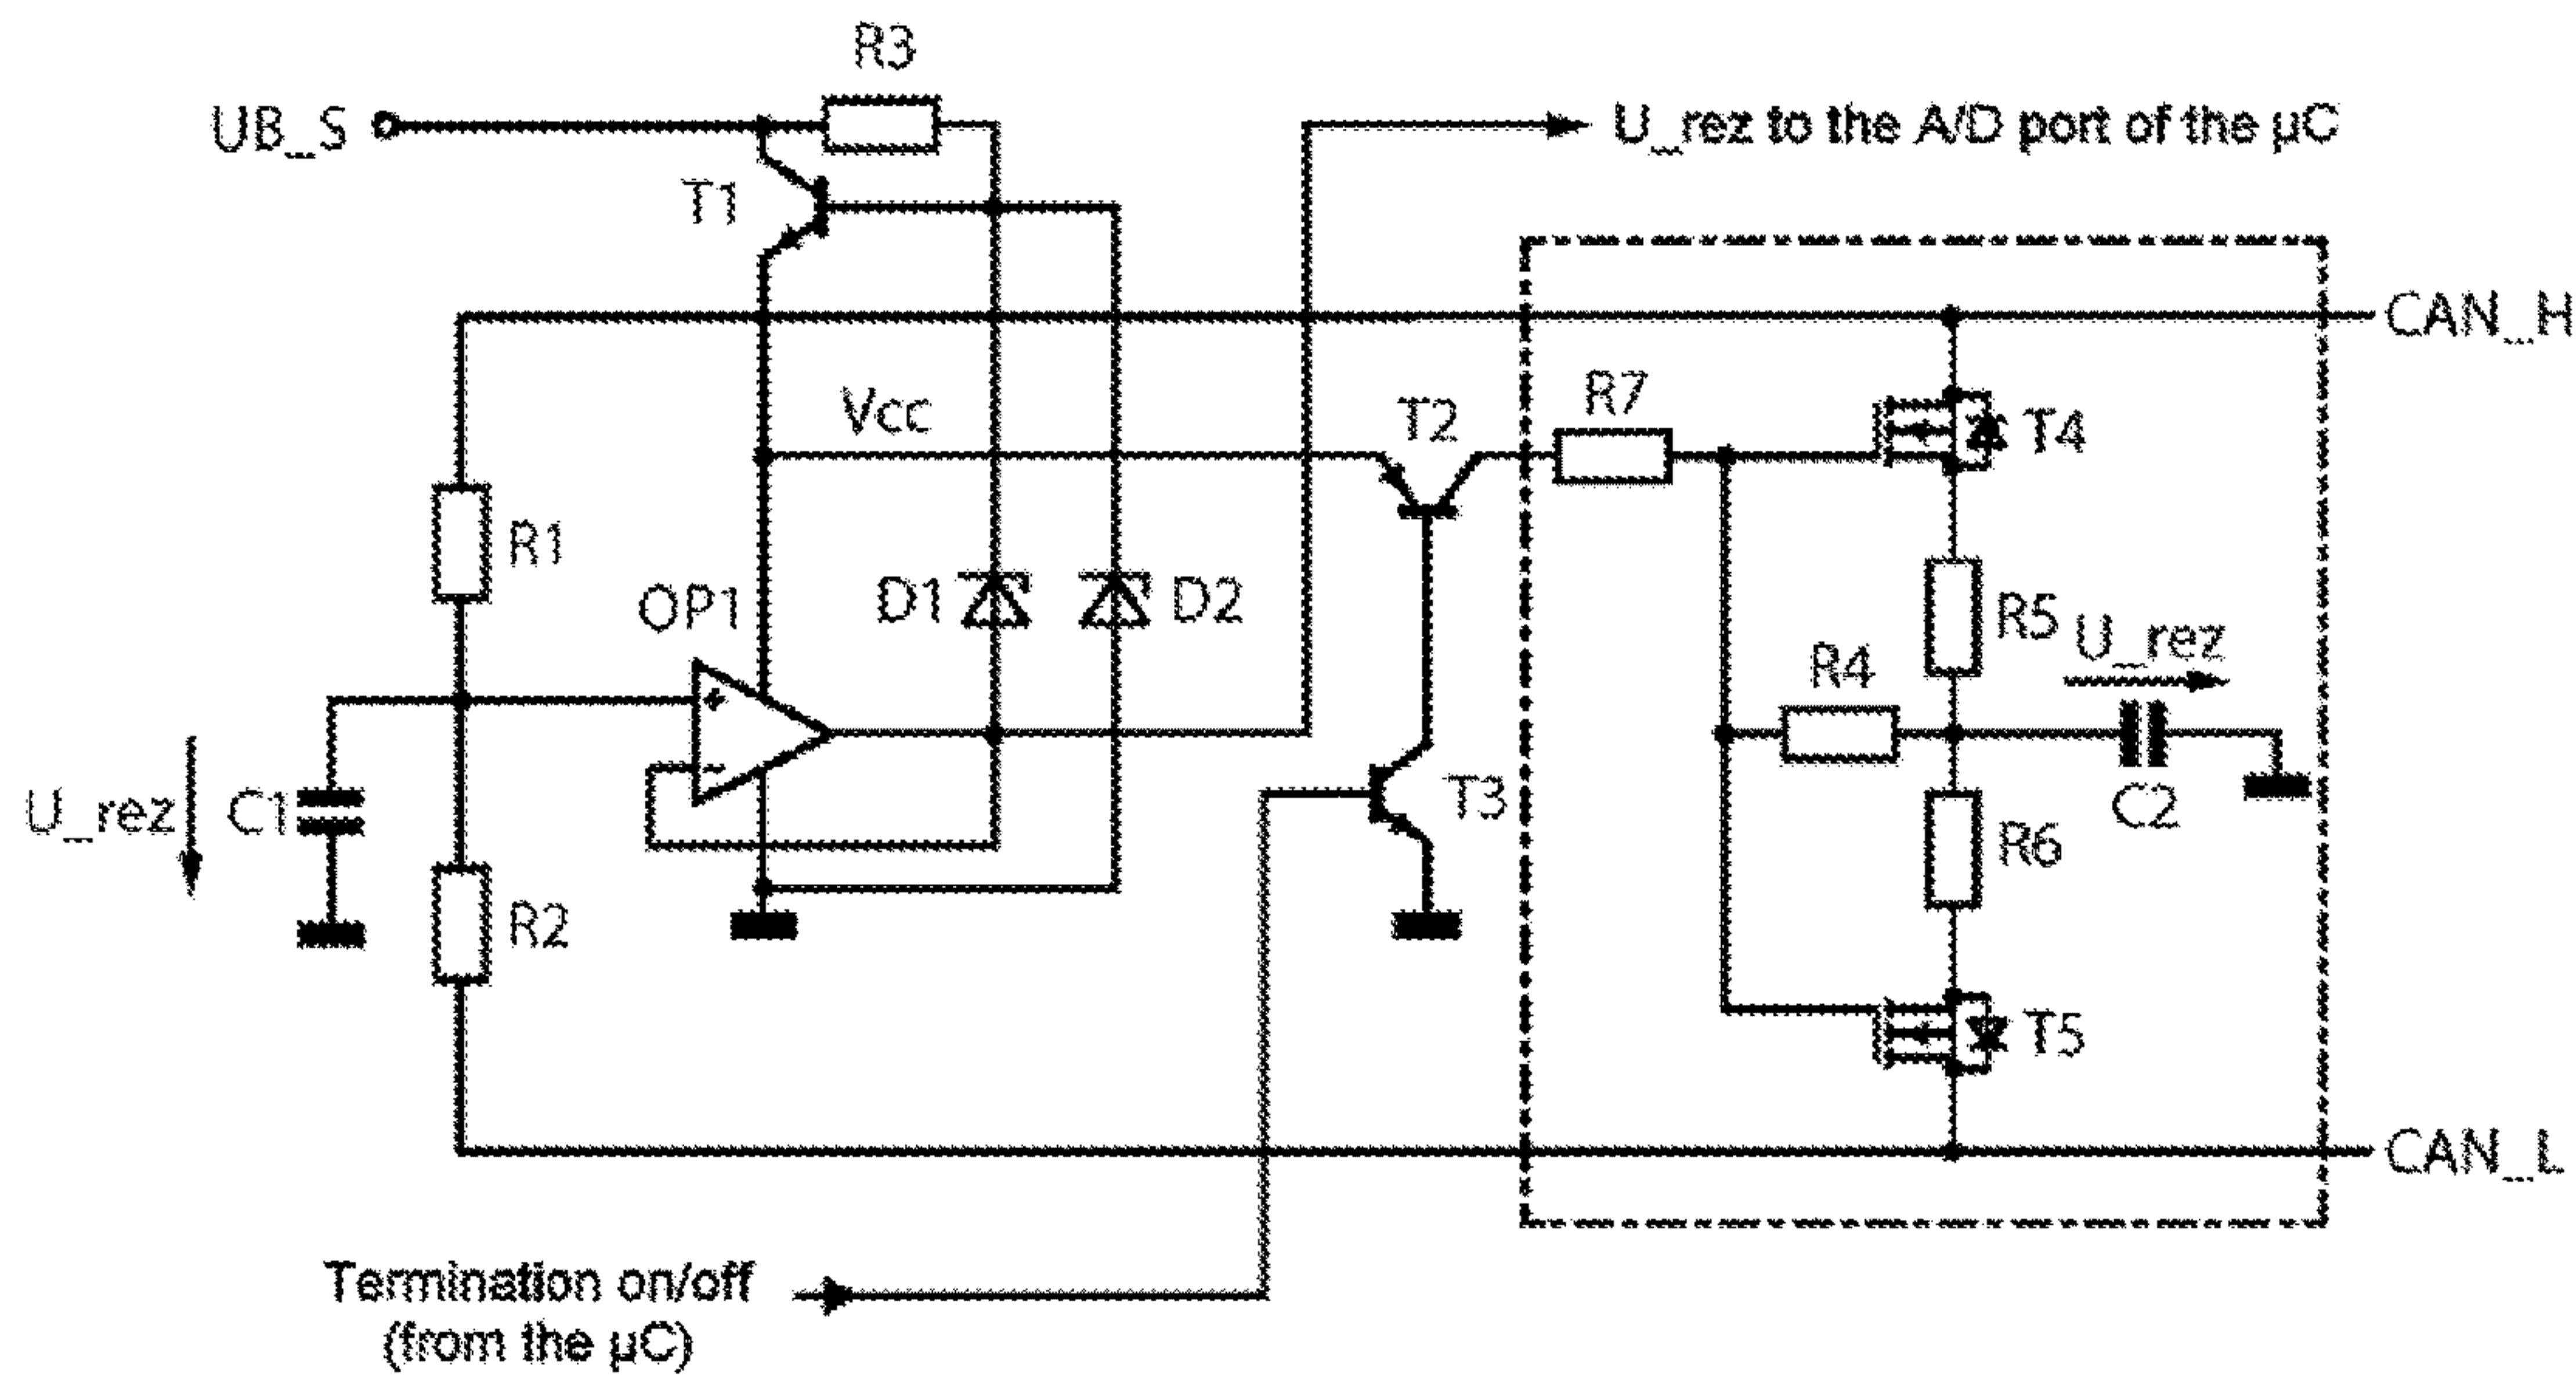 R3
UB_S
U_rez to the A/D port of the µC
T1
CAN_H
Vcc
T2
R7
T4
R1
OP1
D1
D2
R5
U_rez
R4
+
-
U_rez
C1
T3
C2
R6
R2
T5
CAN_L
Termination on/off
(from the µC)